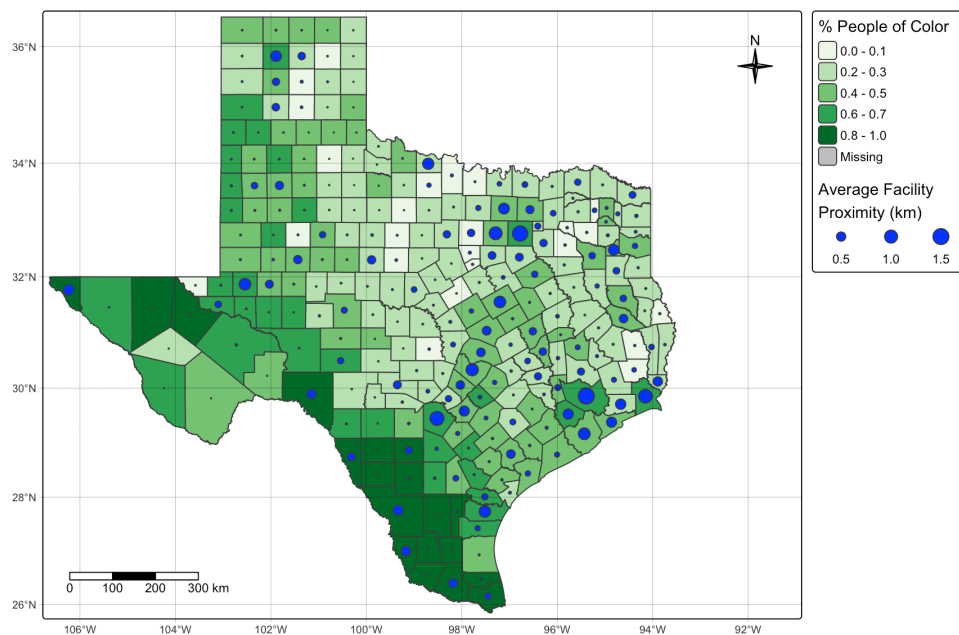 36°N
34°N
32°N
30°N
28°N
26°N
N
0 100 200 300 km
106°W 104°W 102°W 100°W 98°W 96°W 94°W 92°W
% People of Color
0.0 - 0.1
0.2 - 0.3
0.4 - 0.5
0.6 - 0.7
0.8 - 1.0
Missing
Average Facility
Proximity (km)
0.5 1.0 1.5